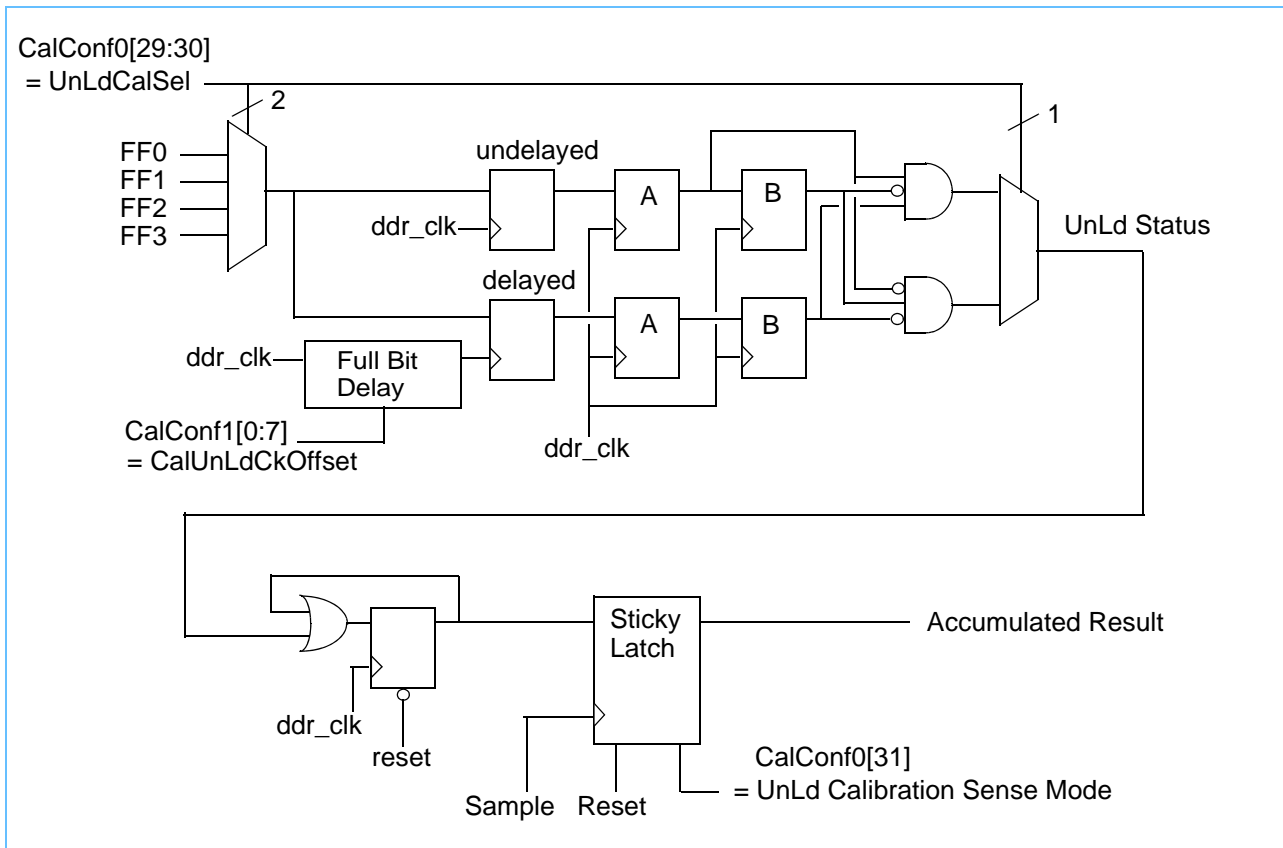 CalConf0[29:30]
= UnLdCalSel
2
1
FF0
FF1
FF2
FF3
undelayed
ddr_clk
A
B
UnLd Status
delayed
A
B
ddr_clk
Full Bit
Delay
CalConf1[0:7]
= CalUnLdCkOffset
ddr_clk
Sticky
Latch
Accumulated Result
ddr_clk
reset
CalConf0[31]
= UnLd Calibration Sense Mode
Sample
Reset